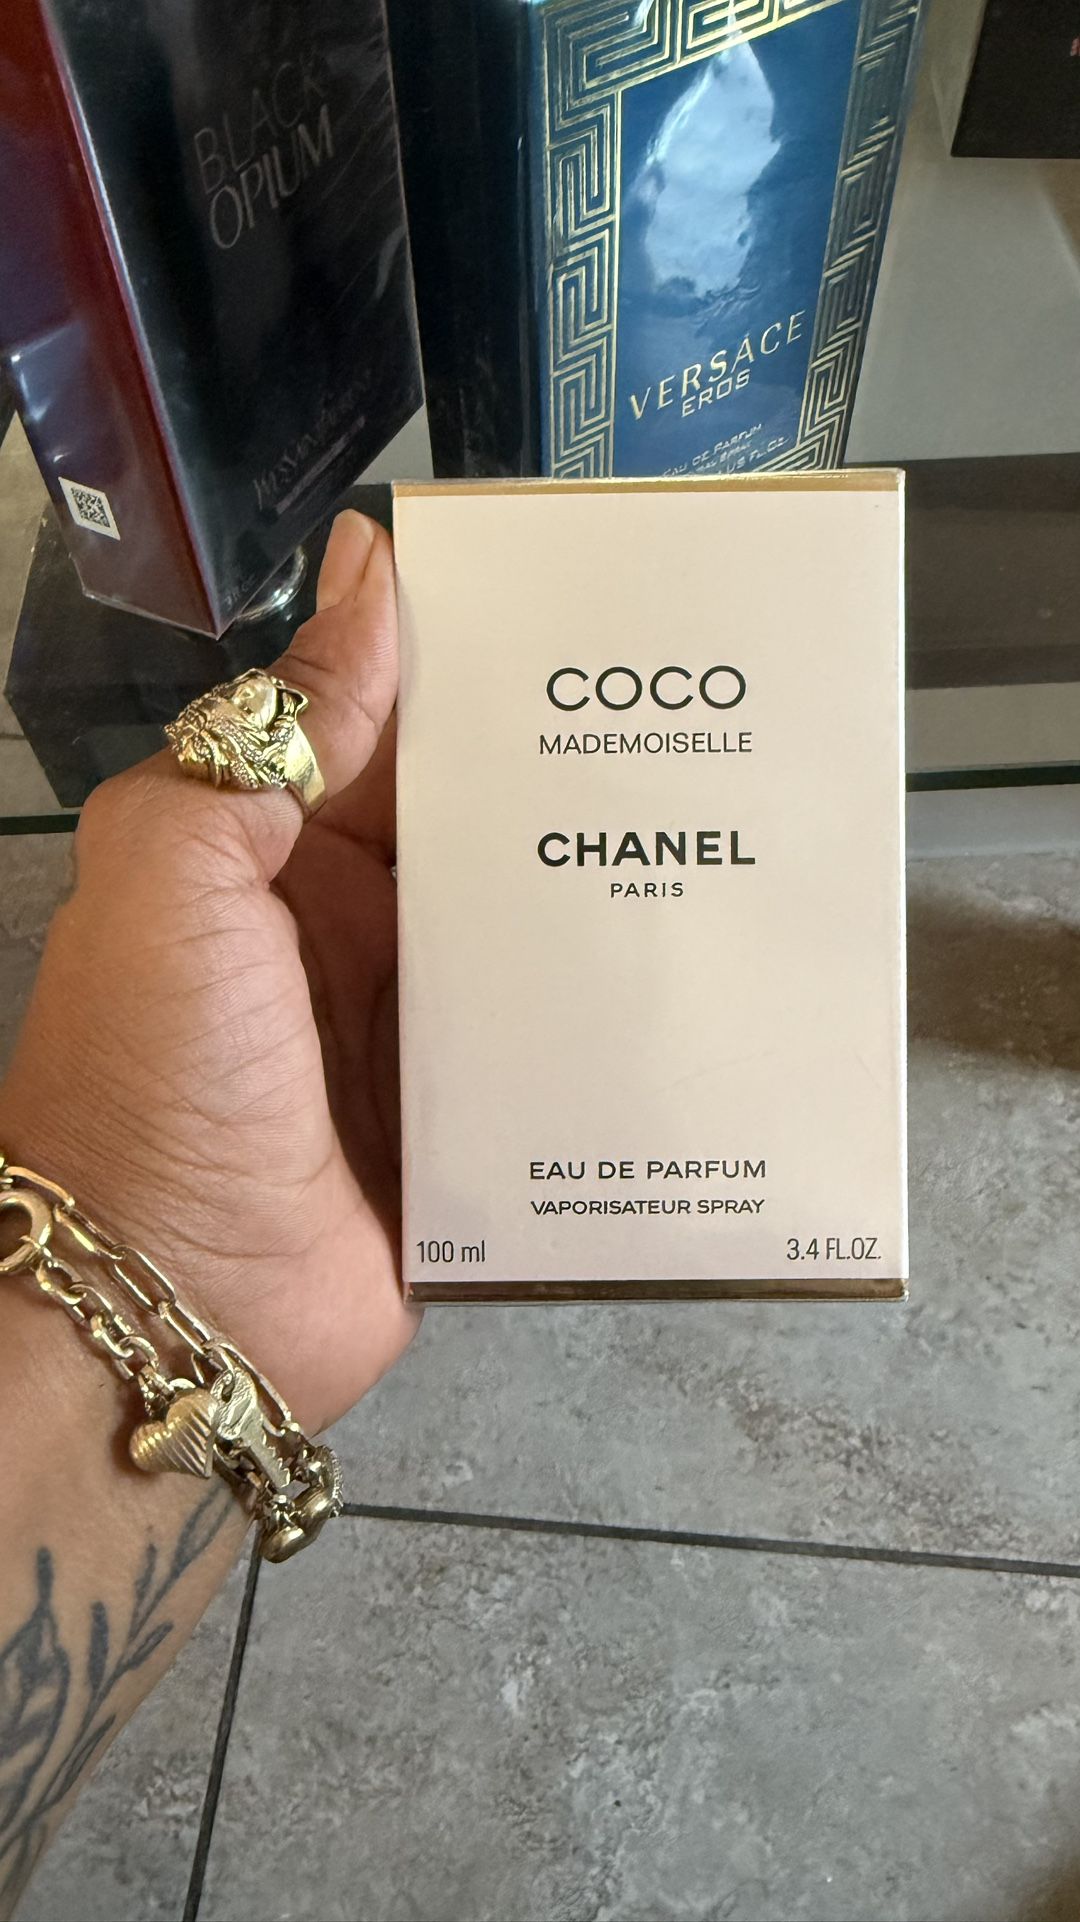 BLACK
OPIUM
VERSACE
EROS
EAU DE PARFUM
COCO
MADEMOISELLE
CHANEL
PARIS
EAU DE PARFUM
VAPORISATEUR SPRAY
100 ml
3.4 FL.OZ.